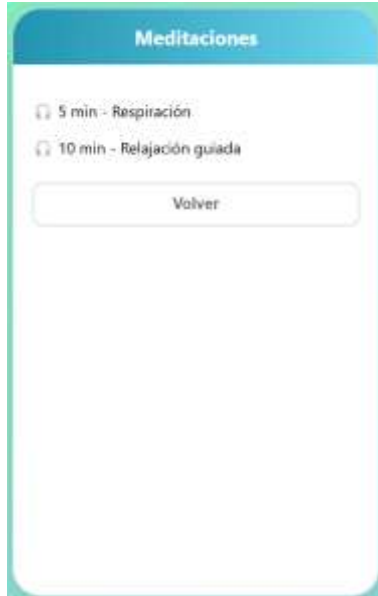 Meditaciones
5 min - Respiración
10 min - Relajación guiada
Volver